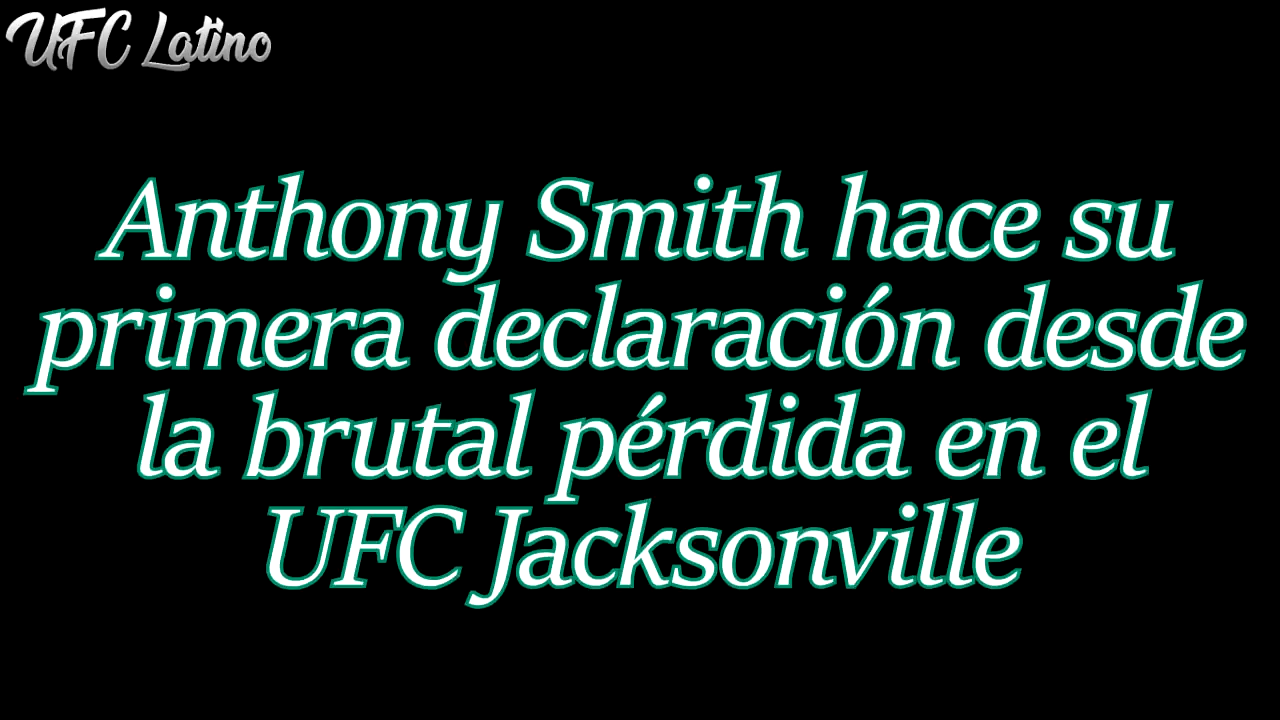 UFC Latino
Anthony Smith hace su
primera declaración desde
la brutal pérdida en el
UFC Jacksonville